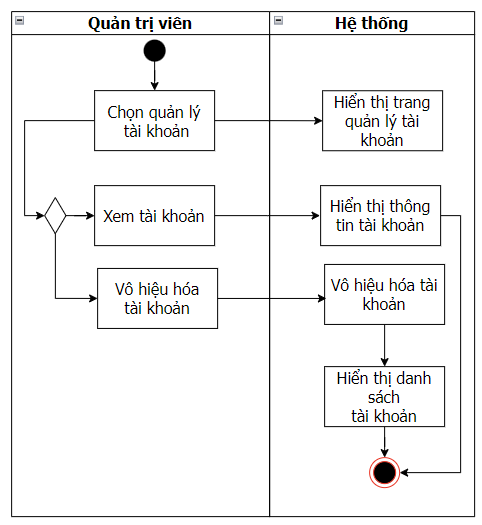 Quản trị viên
Hệ thống
Chọn quản lý
tài khoản
Hiển thị trang
quản lý tài
khoản
Xem tài khoản
Hiển thị thông
tin tài khoản
Vô hiệu hóa
tài khoản
Vô hiệu hóa tài
khoản
Hiển thị danh
sách
tài khoản